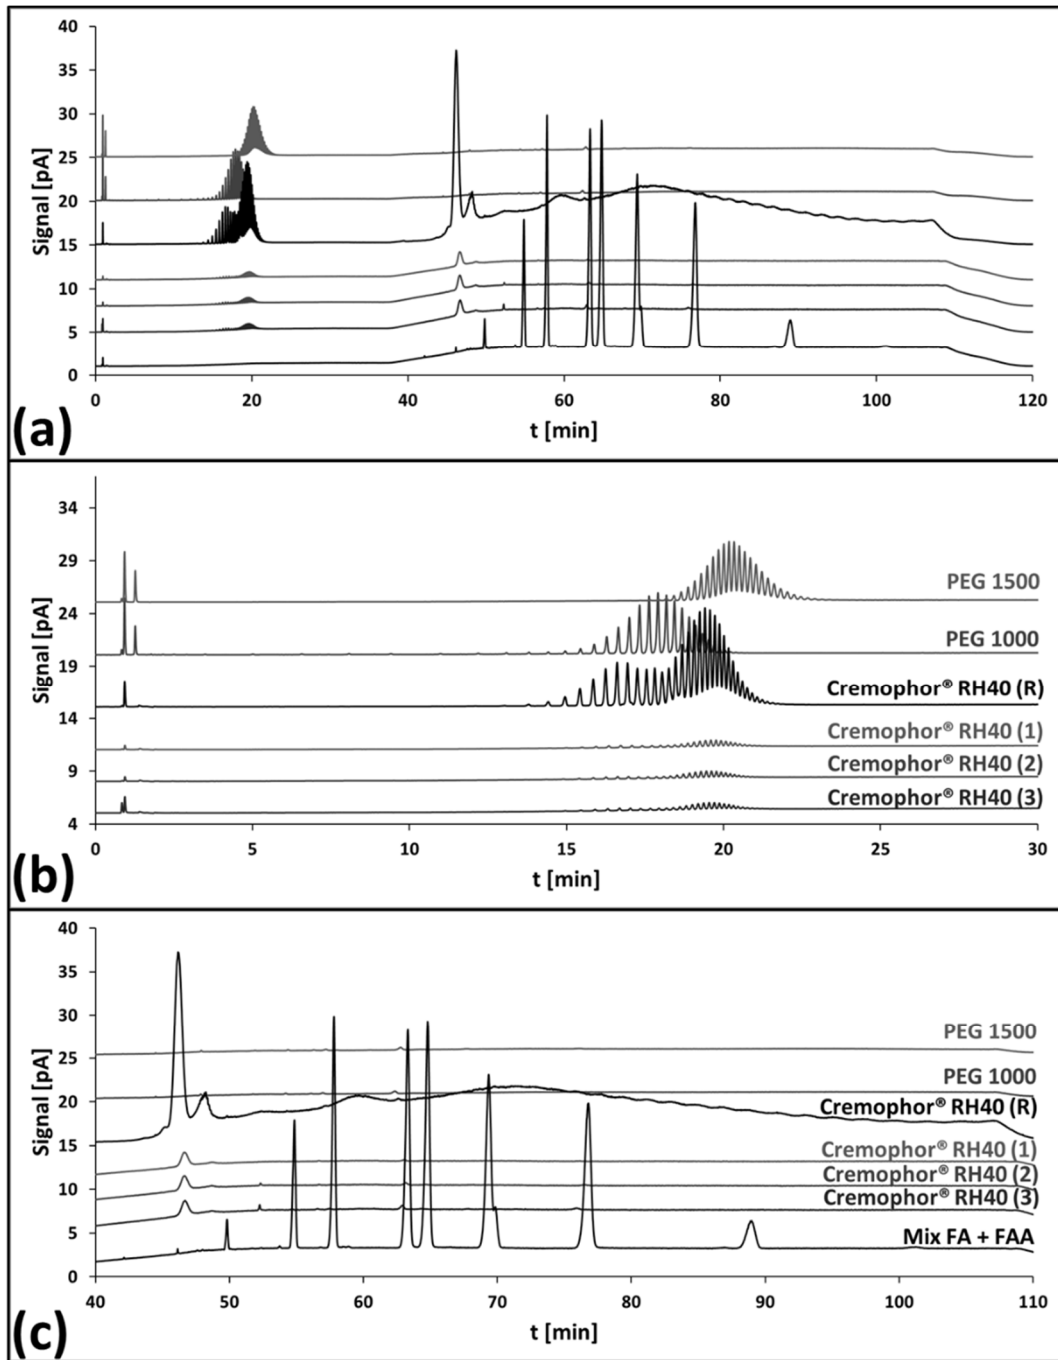 40
35
30
25
20
15
10
5
0
Signal [pA]
0 20 40 60 80 100 120
t [min]
(a)
34
29
24
19
14
9
4
Signal [pA]
PEG 1500
PEG 1000
Cremophor® RH40 (R)
Cremophor® RH40 (1)
Cremophor® RH40 (2)
Cremophor® RH40 (3)
0 5 10 15 20 25 30
t [min]
(b)
40
35
30
25
20
15
10
5
0
Signal [pA]
PEG 1500
PEG 1000
Cremophor® RH40 (R)
Cremophor® RH40 (1)
Cremophor® RH40 (2)
Cremophor® RH40 (3)
Mix FA + FAA
40 50 60 70 80 90 100 110
t [min]
(c)